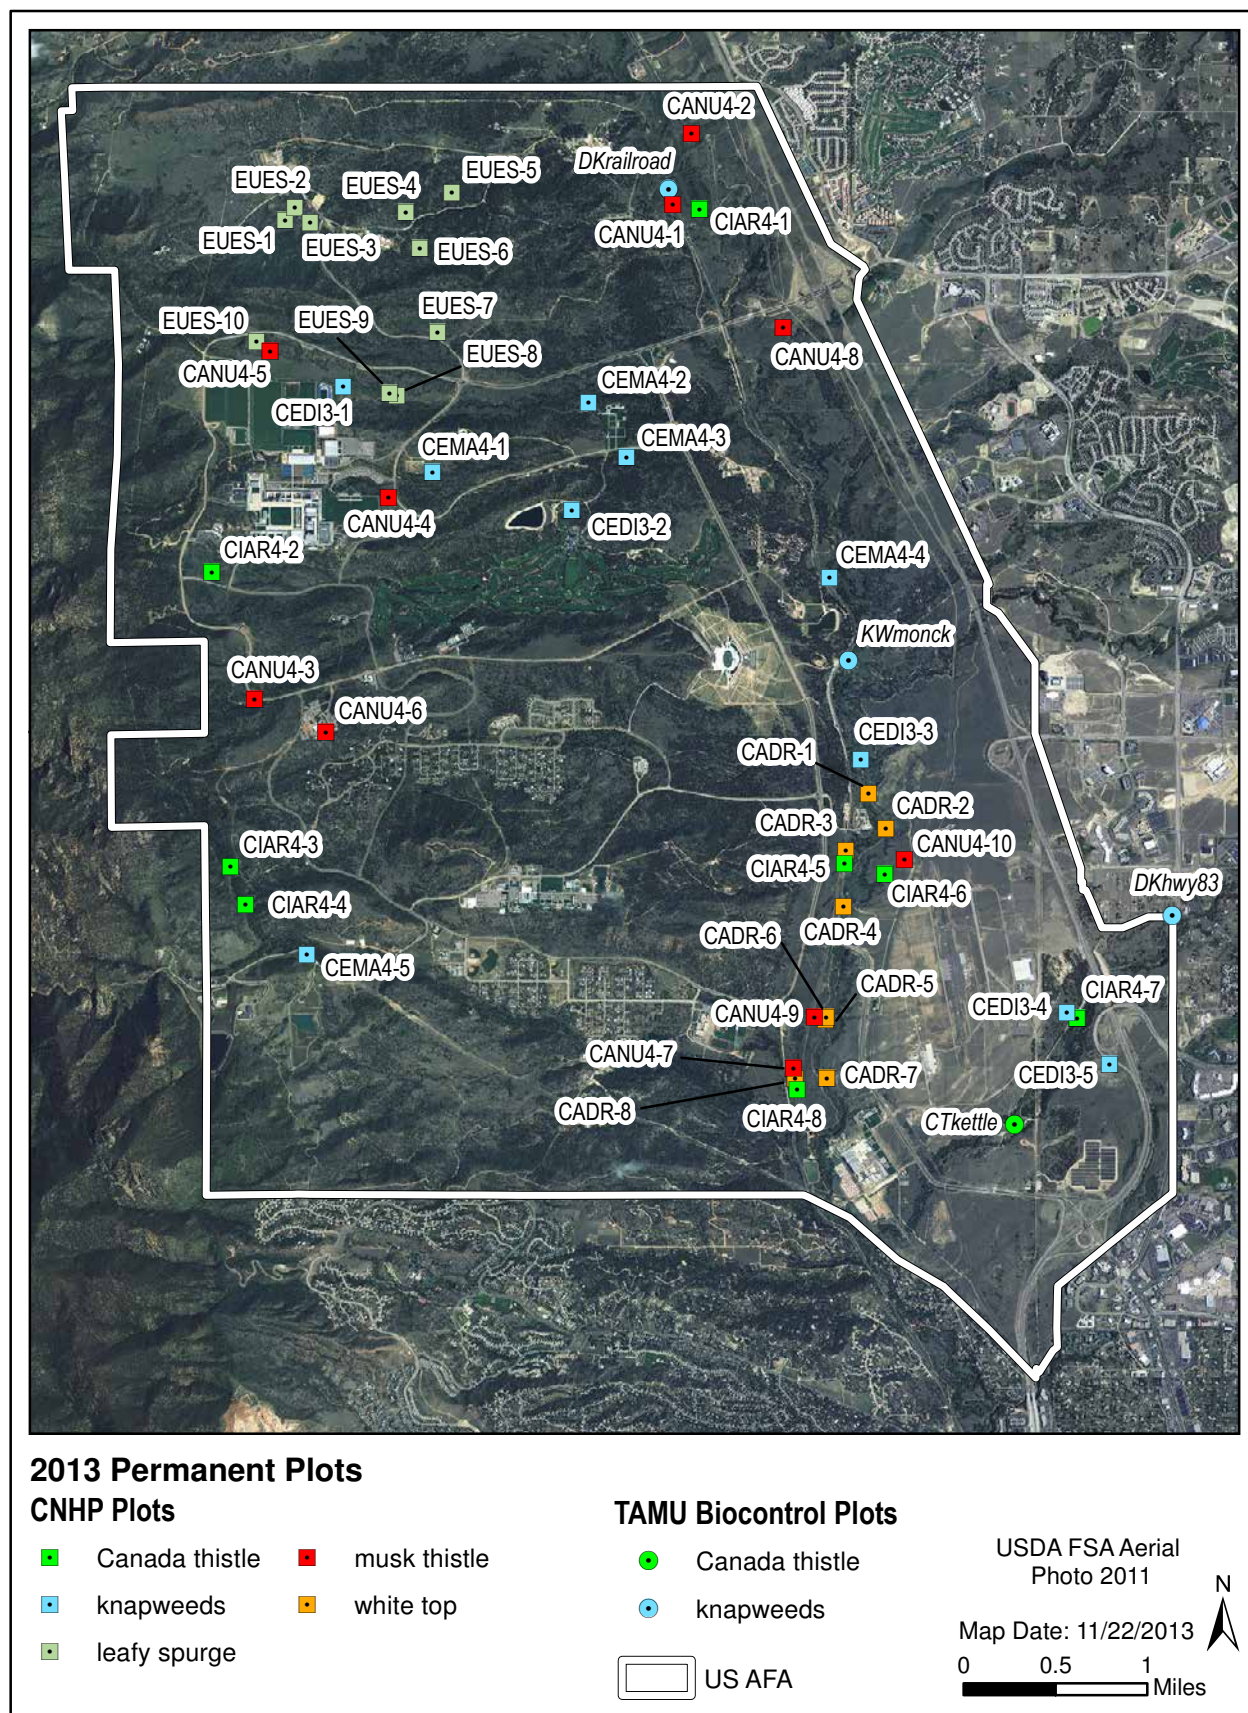 CANU4-2
DKrailroad
EUES-2
EUES-4
EUES-5
EUES-1
EUES-3
EUES-6
CANU4-1
CIAR4-1
EUES-10
EUES-9
EUES-7
EUES-8
CANU4-8
CANU4-5
CEDI3-1
CEMA4-2
CEMA4-1
CEMA4-3
CANU4-4
CEDI3-2
CIAR4-2
CEMA4-4
KWmonck
CANU4-3
CANU4-6
CEDI3-3
CADR-1
CADR-3
CADR-2
CANU4-10
CIAR4-3
CIAR4-5
CIAR4-6
DKhwy83
CIAR4-4
CADR-4
CADR-6
CEMA4-5
CADR-5
CIAR4-7
CEDI3-4
CANU4-9
CANU4-7
CADR-7
CEDI3-5
CADR-8
CIAR4-8
CTkettle
2013 Permanent Plots
CNHP Plots
Canada thistle
musk thistle
knapweeds
white top
leafy spurge
TAMU Biocontrol Plots
Canada thistle
knapweeds
US AFA
USDA FSA Aerial
Photo 2011
N
Map Date: 11/22/2013
0 0.5 1
Miles